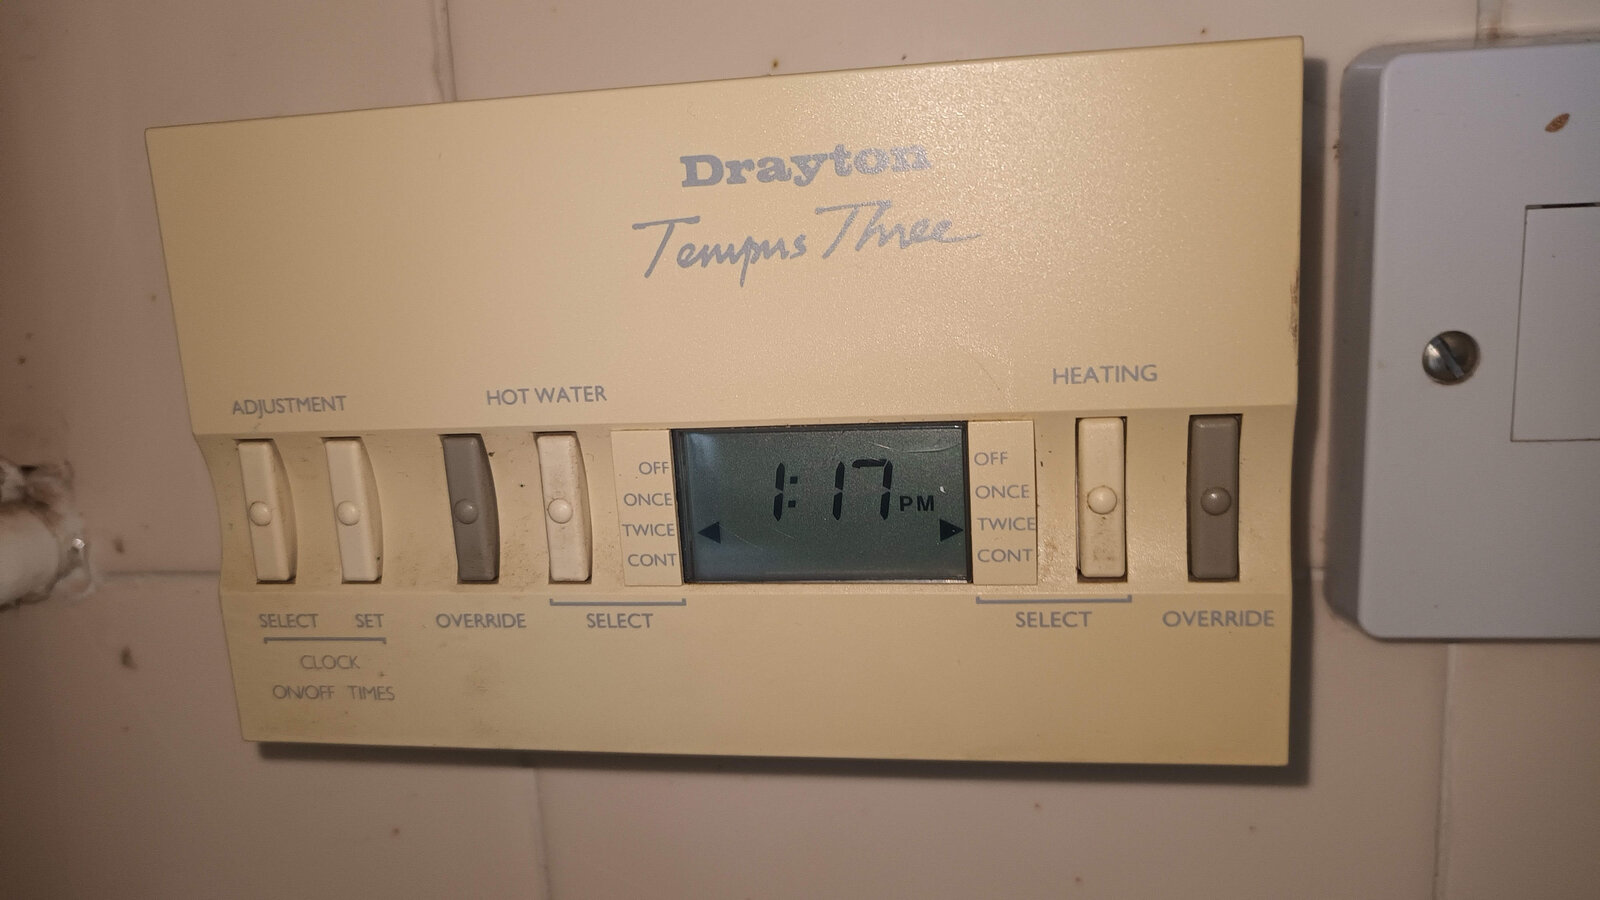 Drayton
Tempus Three
ADJUSTMENT
HOT WATER
HEATING
OFF
ONCE
TWICE
CONT
1:17 PM
OFF
ONCE
TWICE
CONT
SELECT SET
OVERRIDE
SELECT
SELECT
OVERRIDE
CLOCK
ON/OFF TIMES